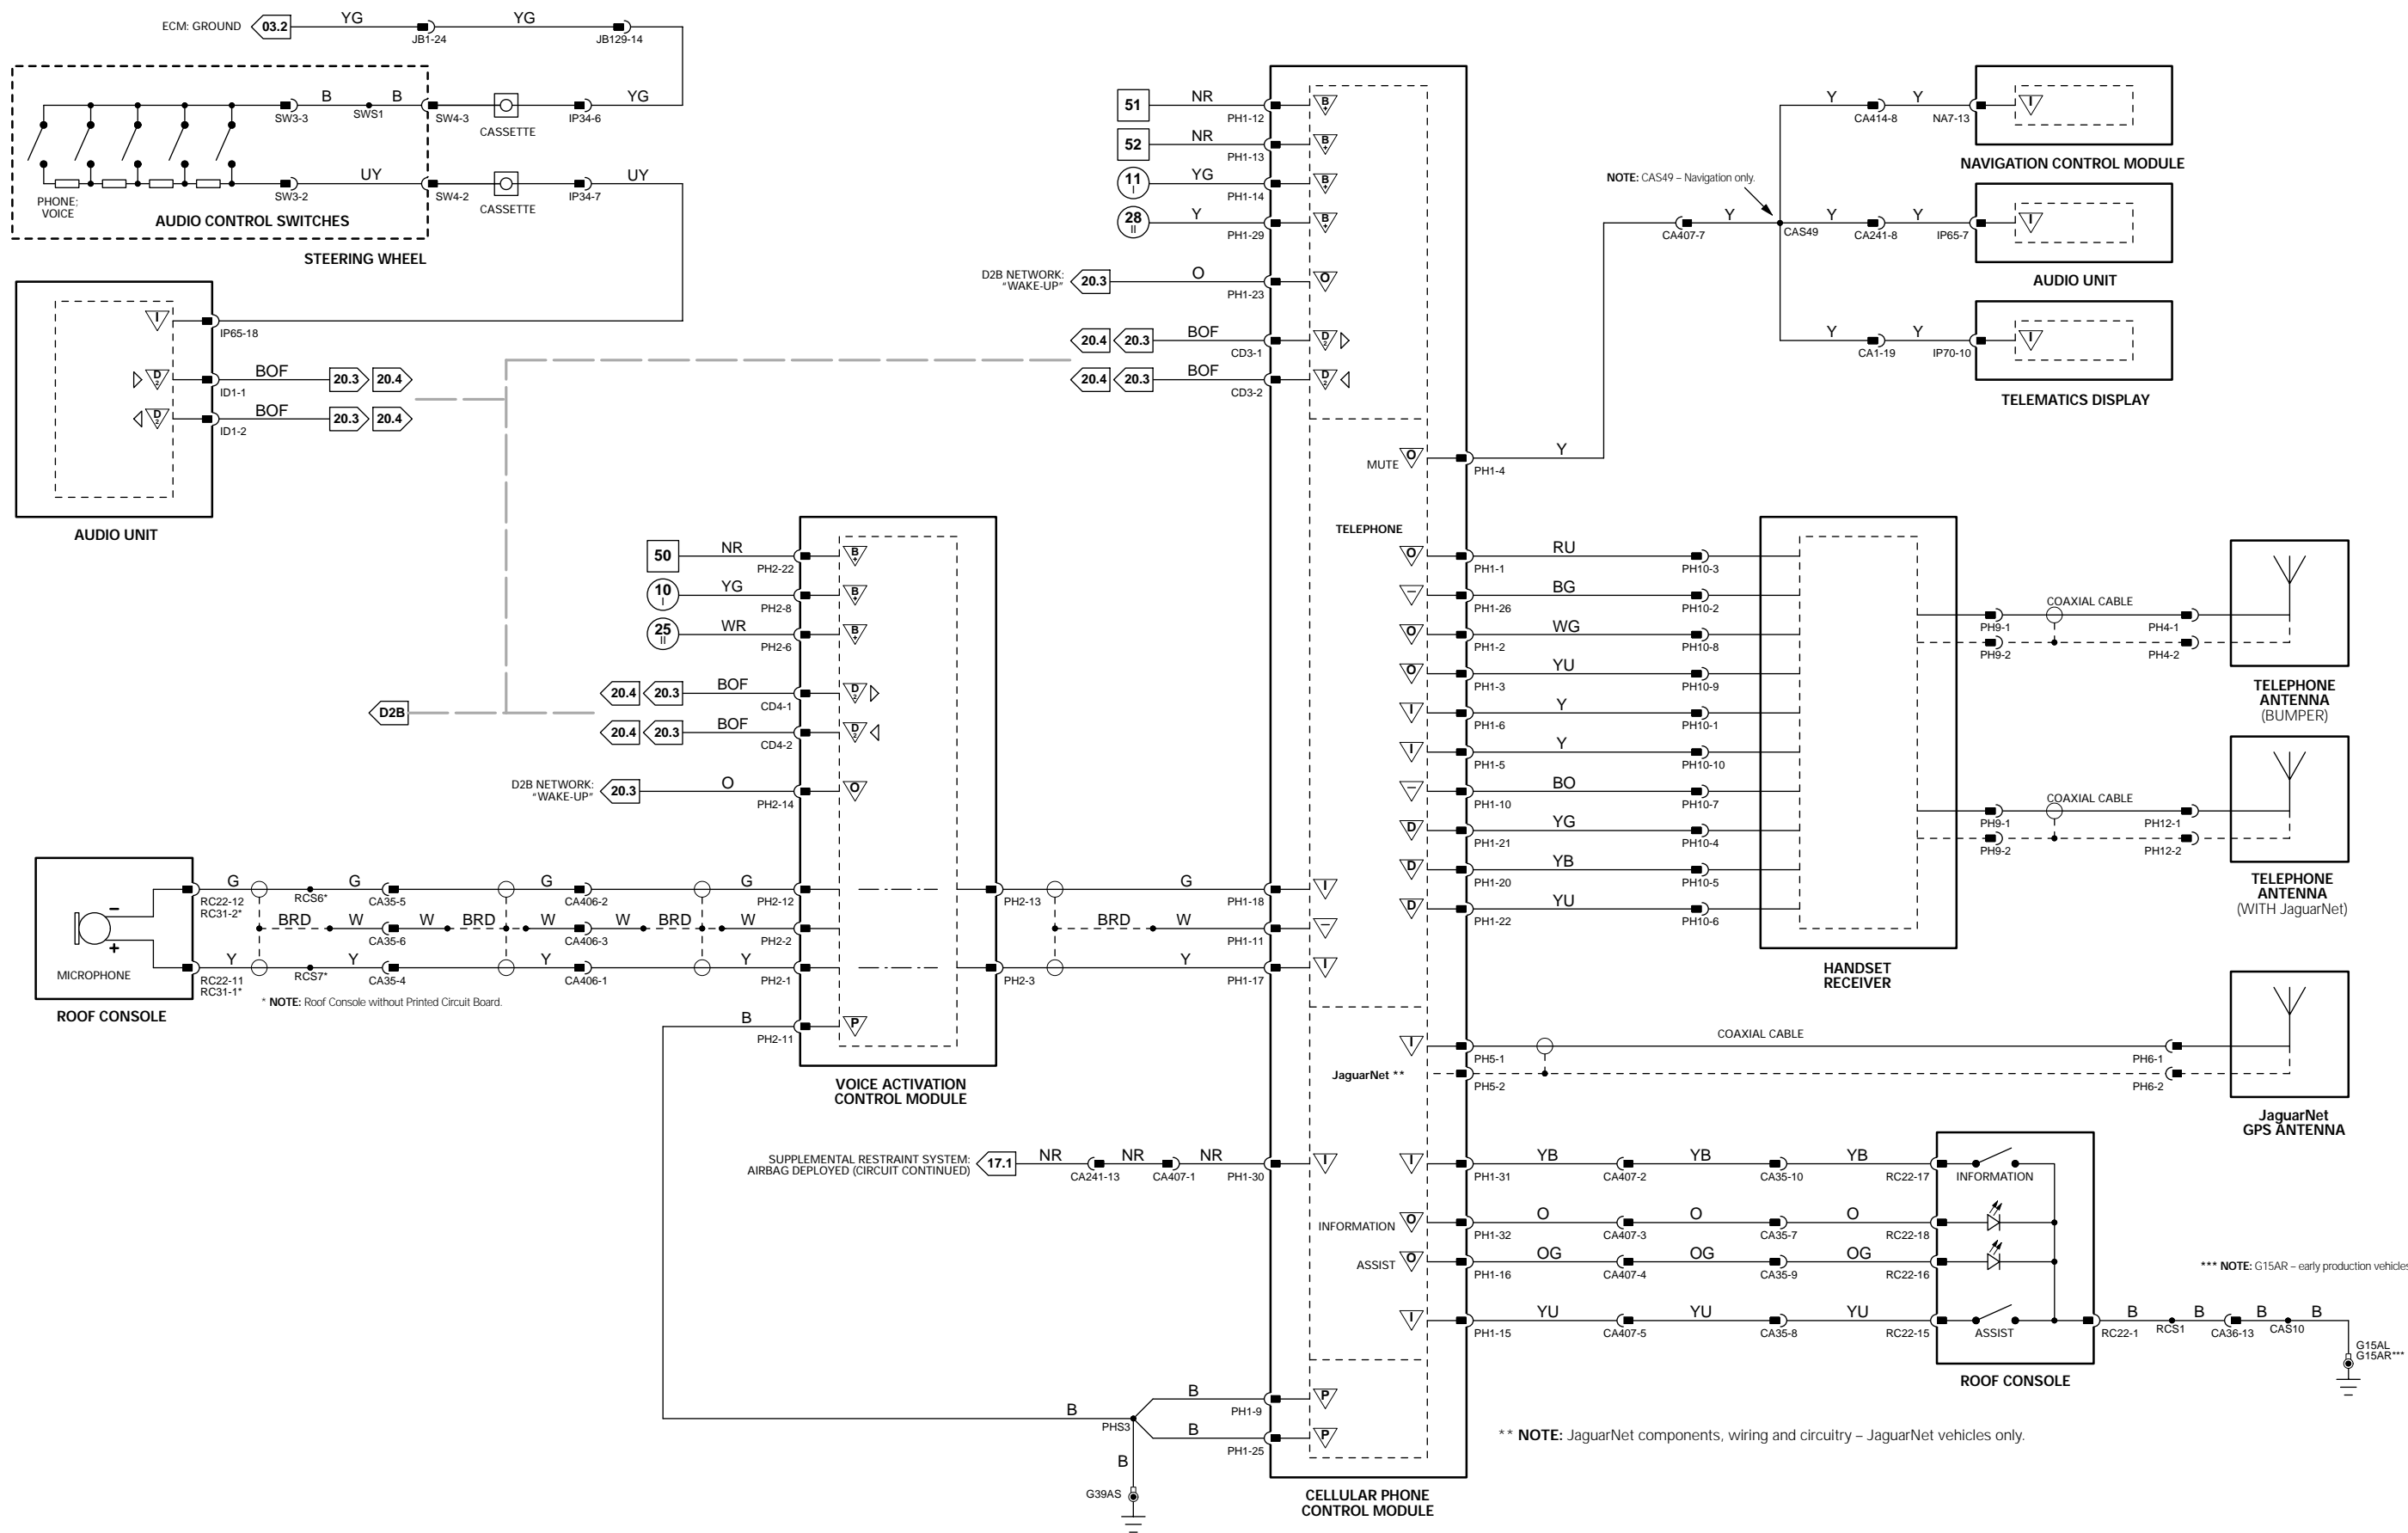 ECM: GROUND 03.2 YG YG
JB1-24 JB129-14
B B YG
SW3-3 SWS1 SW4-3 CASSETTE IP34-6
UY UY
SW3-2 SW4-2 CASSETTE IP34-7
PHONE:
VOICE
AUDIO CONTROL SWITCHES
STEERING WHEEL
I
IP65-18
D2 BOF 20.3 20.4
ID1-1
D2 BOF 20.3 20.4
ID1-2
AUDIO UNIT
D2B
51 NR B+
PH1-12
52 NR B+
PH1-13
11 I YG B+
PH1-14
28 II Y B+
PH1-29
D2B NETWORK:
"WAKE-UP" 20.3 O O
PH1-23
20.4 20.3 BOF D2
CD3-1
20.4 20.3 BOF D2
CD3-2
MUTE O Y
PH1-4
NOTE: CAS49 – Navigation only.
Y Y I
CA414-8 NA7-13
NAVIGATION CONTROL MODULE
Y Y Y I
CA407-7 CAS49 CA241-8 IP65-7
AUDIO UNIT
Y Y I
CA1-19 IP70-10
TELEMATICS DISPLAY
50 NR B+
PH2-22
10 I YG B+
PH2-8
25 II WR B+
PH2-6
20.4 20.3 BOF D2
CD4-1
20.4 20.3 BOF D2
CD4-2
D2B NETWORK:
"WAKE-UP" 20.3 O O
PH2-14
G G G G G I
RC22-12 RCS6* CA35-5 CA406-2 PH2-12 PH2-13 PH1-18
RC31-2*
BRD W W BRD W W BRD W BRD W –
CA35-6 CA406-3 PH2-2 PH1-11
Y Y Y Y Y I
RC22-11 RCS7* CA35-4 CA406-1 PH2-1 PH2-3 PH1-17
RC31-1*
–
+
MICROPHONE
ROOF CONSOLE
* NOTE: Roof Console without Printed Circuit Board.
B P
PH2-11
VOICE ACTIVATION
CONTROL MODULE
TELEPHONE
O RU
PH1-1 PH10-3
– BG
PH1-26 PH10-2
O WG
PH1-2 PH10-8
O YU
PH1-3 PH10-9
I Y
PH1-6 PH10-1
I Y
PH1-5 PH10-10
– BO
PH1-10 PH10-7
D YG
PH1-21 PH10-4
D YB
PH1-20 PH10-5
D YU
PH1-22 PH10-6
HANDSET
RECEIVER
COAXIAL CABLE
PH9-1 PH4-1
PH9-2 PH4-2
TELEPHONE
ANTENNA
(BUMPER)
COAXIAL CABLE
PH9-1 PH12-1
PH9-2 PH12-2
TELEPHONE
ANTENNA
(WITH JaguarNet)
I COAXIAL CABLE
PH5-1 PH6-1
JaguarNet **
PH5-2 PH6-2
JaguarNet
GPS ANTENNA
SUPPLEMENTAL RESTRAINT SYSTEM:
AIRBAG DEPLOYED (CIRCUIT CONTINUED) 17.1 NR NR NR I
CA241-13 CA407-1 PH1-30
I YB YB YB
PH1-31 CA407-2 CA35-10 RC22-17 INFORMATION
INFORMATION O O O O
PH1-32 CA407-3 CA35-7 RC22-18
ASSIST O OG OG OG
PH1-16 CA407-4 CA35-9 RC22-16
I YU YU YU
PH1-15 CA407-5 CA35-8 RC22-15 ASSIST
ROOF CONSOLE
*** NOTE: G15AR – early production vehicles
B B B B
RC22-1 RCS1 CA36-13 CAS10
G15AL
G15AR***
B B P
PHS3 PH1-9
B P
PH1-25
B
G39AS
CELLULAR PHONE
CONTROL MODULE
** NOTE: JaguarNet components, wiring and circuitry – JaguarNet vehicles only.